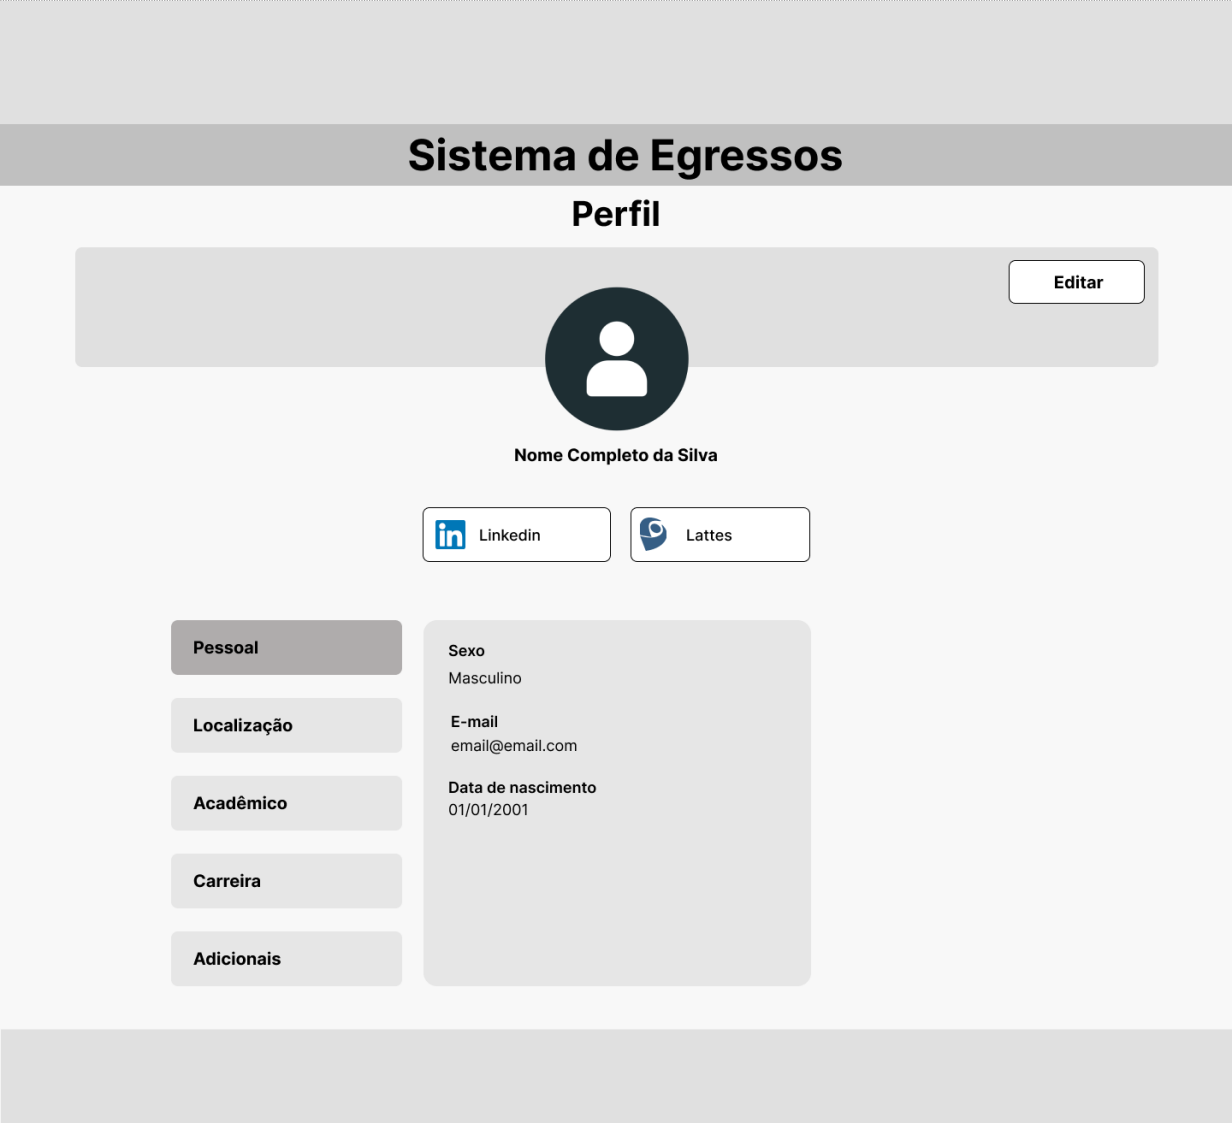 Sistema de Egressos
Perfil
Editar
Nome Completo da Silva
in Linkedin
Lattes
Pessoal
Localização
Acadêmico
Carreira
Adicionais
Sexo
Masculino
E-mail
email@email.com
Data de nascimento
01/01/2001